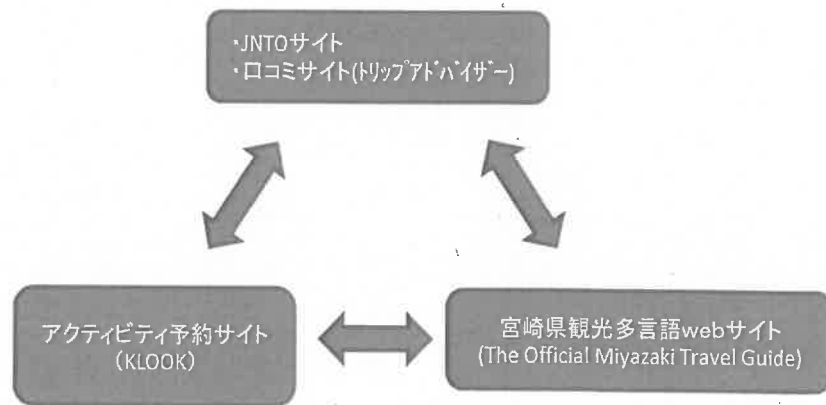 ・JNTOサイト
・口コミサイト(ﾄﾘｯﾌﾟｱﾄﾞﾊﾞｲｻﾞｰ)
アクティビティ予約サイト
（KLOOK）
宮崎県観光多言語webサイト
(The Official Miyazaki Travel Guide)